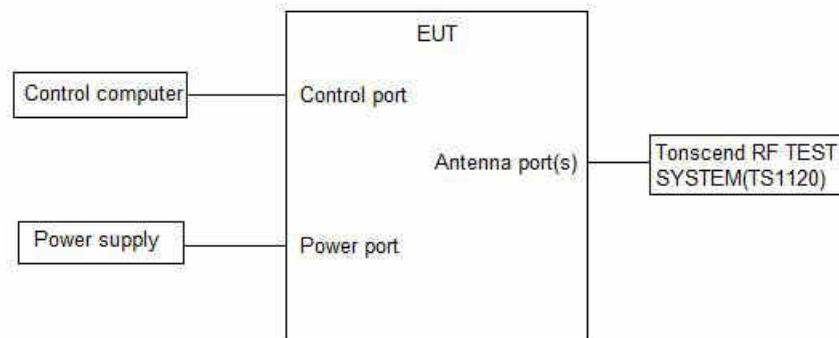 EUT
Control computer
Control port
Antenna port(s)
Tonscend RF TEST
SYSTEM(TS1120)
Power supply
Power port